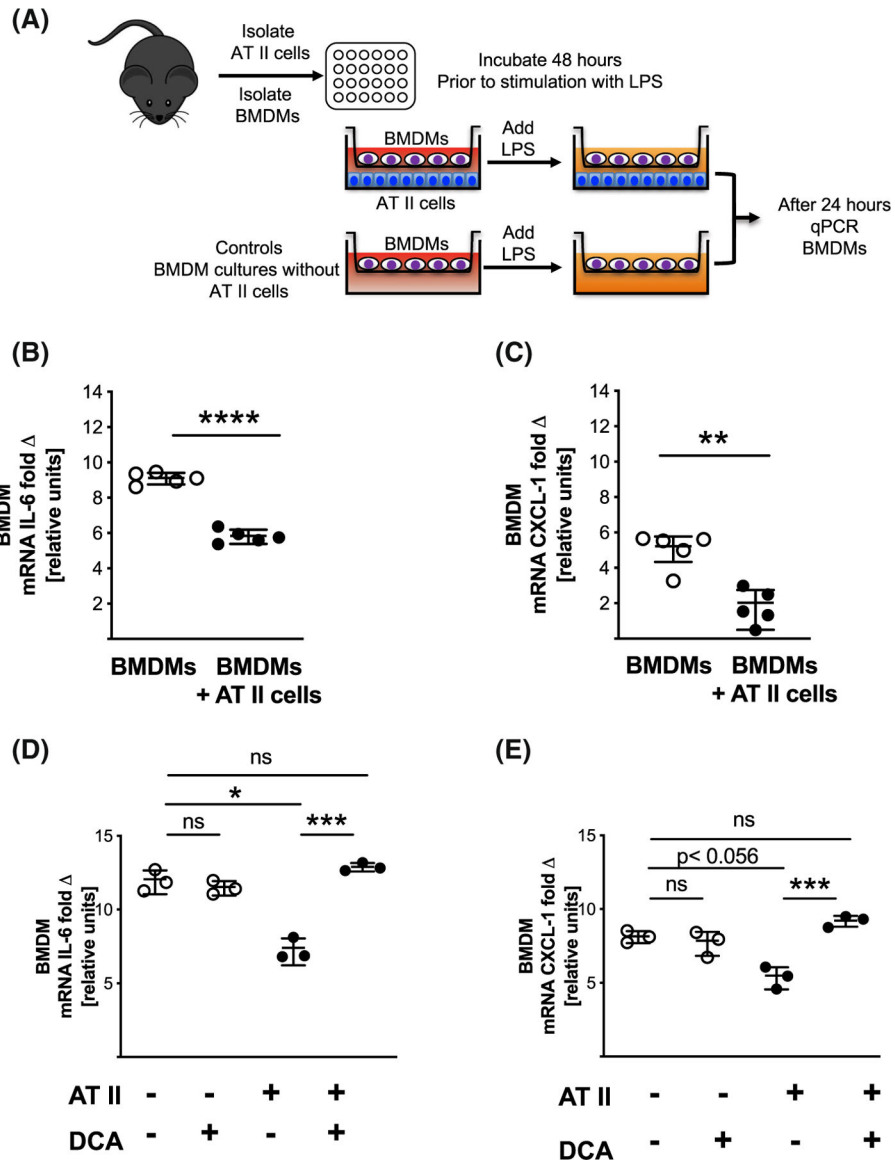 (A)
Isolate
AT II cells
Isolate
BMDMs
Incubate 48 hours
Prior to stimulation with LPS
BMDMs
Add
LPS
AT II cells
After 24 hours
qPCR
BMDMs
Controls
BMDM cultures without
AT II cells
BMDMs
Add
LPS
(B)
BMDM
mRNA IL-6 fold Δ
[relative units]
14
12
10
8
6
4
2
****
BMDMs
BMDMs
+ AT II cells
(C)
BMDM
mRNA CXCL-1 fold Δ
[relative units]
14
12
10
8
6
4
2
**
BMDMs
BMDMs
+ AT II cells
(D)
ns
*
ns
***
BMDM
mRNA IL-6 fold Δ
[relative units]
15
10
5
AT II - - + +
DCA - + - +
(E)
ns
p< 0.056
ns
***
BMDM
mRNA CXCL-1 fold Δ
[relative units]
15
10
5
AT II - - + +
DCA - + - +